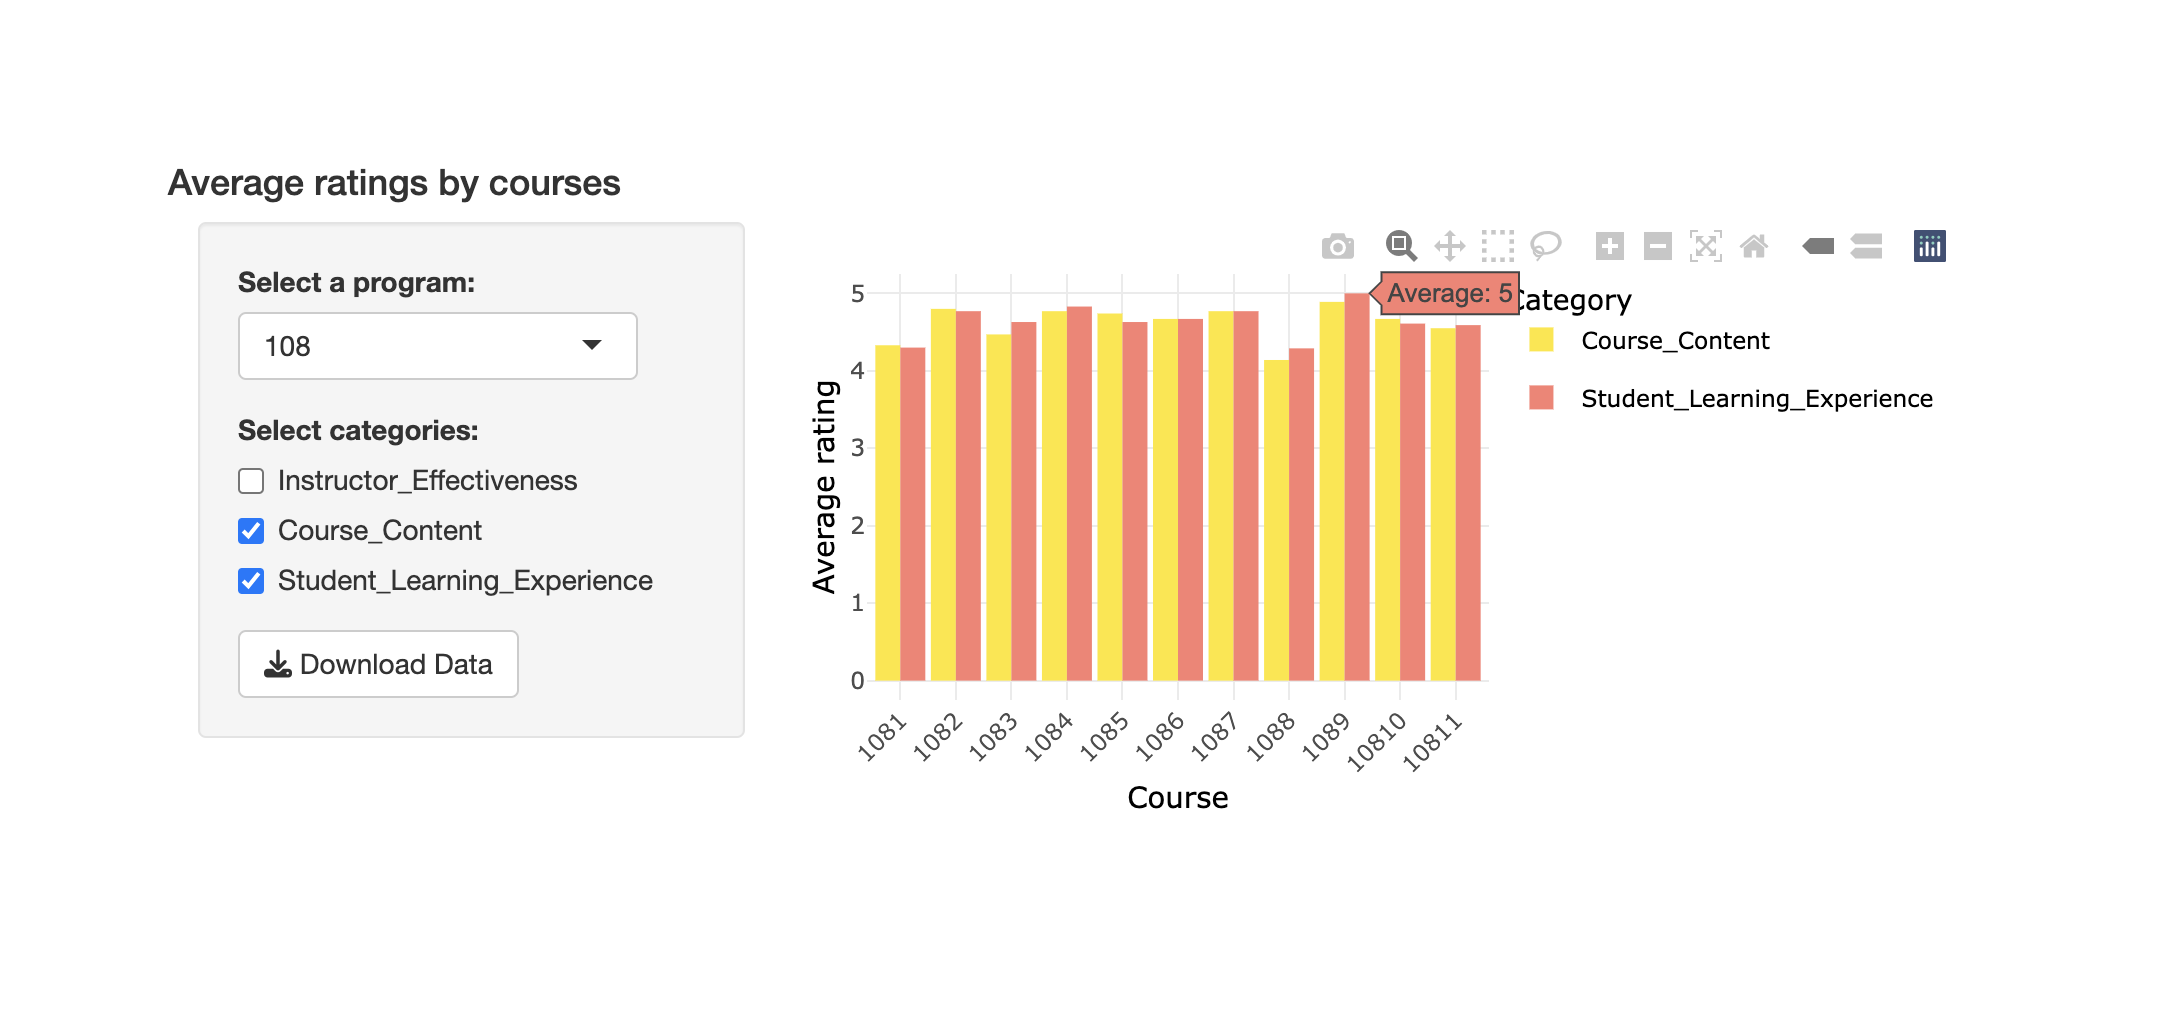 Average ratings by courses
Select a program:
108
Select categories:
Instructor_Effectiveness
Course_Content
Student_Learning_Experience
Download Data
Average: 5
Category
Course_Content
Student_Learning_Experience
Average rating
5
4
3
2
1
0
1081 1082 1083 1084 1085 1086 1087 1088 1089 10810 10811
Course